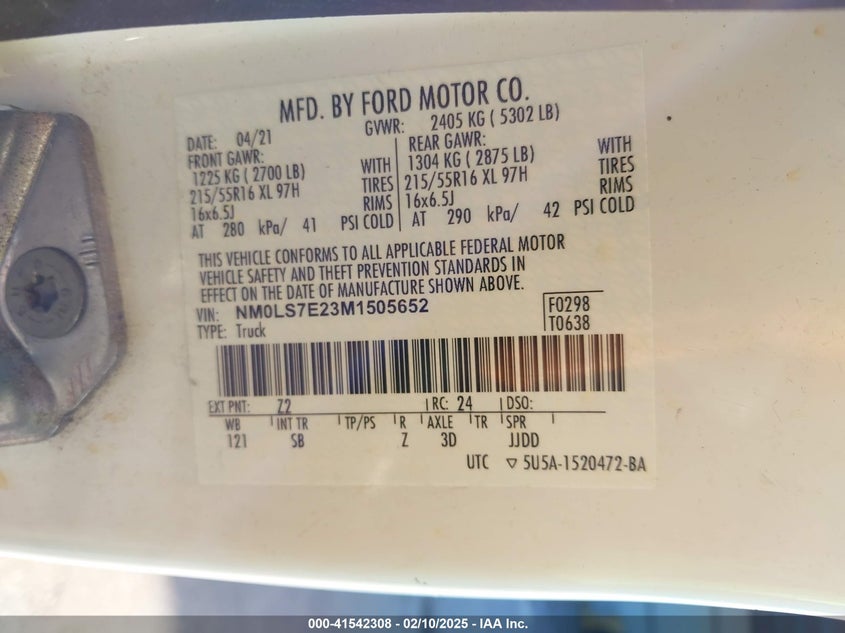 MFD. BY FORD MOTOR CO.
DATE: 04/21 GVWR: 2405 KG ( 5302 LB)
FRONT GAWR: REAR GAWR:
1225 KG ( 2700 LB) WITH 1304 KG ( 2875 LB) WITH
215/55R16 XL 97H TIRES 215/55R16 XL 97H TIRES
16x6.5J RIMS 16x6.5J RIMS
AT 280 kPa/ 41 PSI COLD AT 290 kPa/ 42 PSI COLD
THIS VEHICLE CONFORMS TO ALL APPLICABLE FEDERAL MOTOR
VEHICLE SAFETY AND THEFT PREVENTION STANDARDS IN
EFFECT ON THE DATE OF MANUFACTURE SHOWN ABOVE.
VIN: NM0LS7E23M1505652 F0298
TYPE: Truck T0638
EXT PNT: Z2 RC: 24 DSO:
WB INT TR TP/PS R AXLE TR SPR
121 SB Z 3D JJDD
UTC ▽ 5U5A-1520472-BA
000-41542308 - 02/10/2025 - IAA Inc.